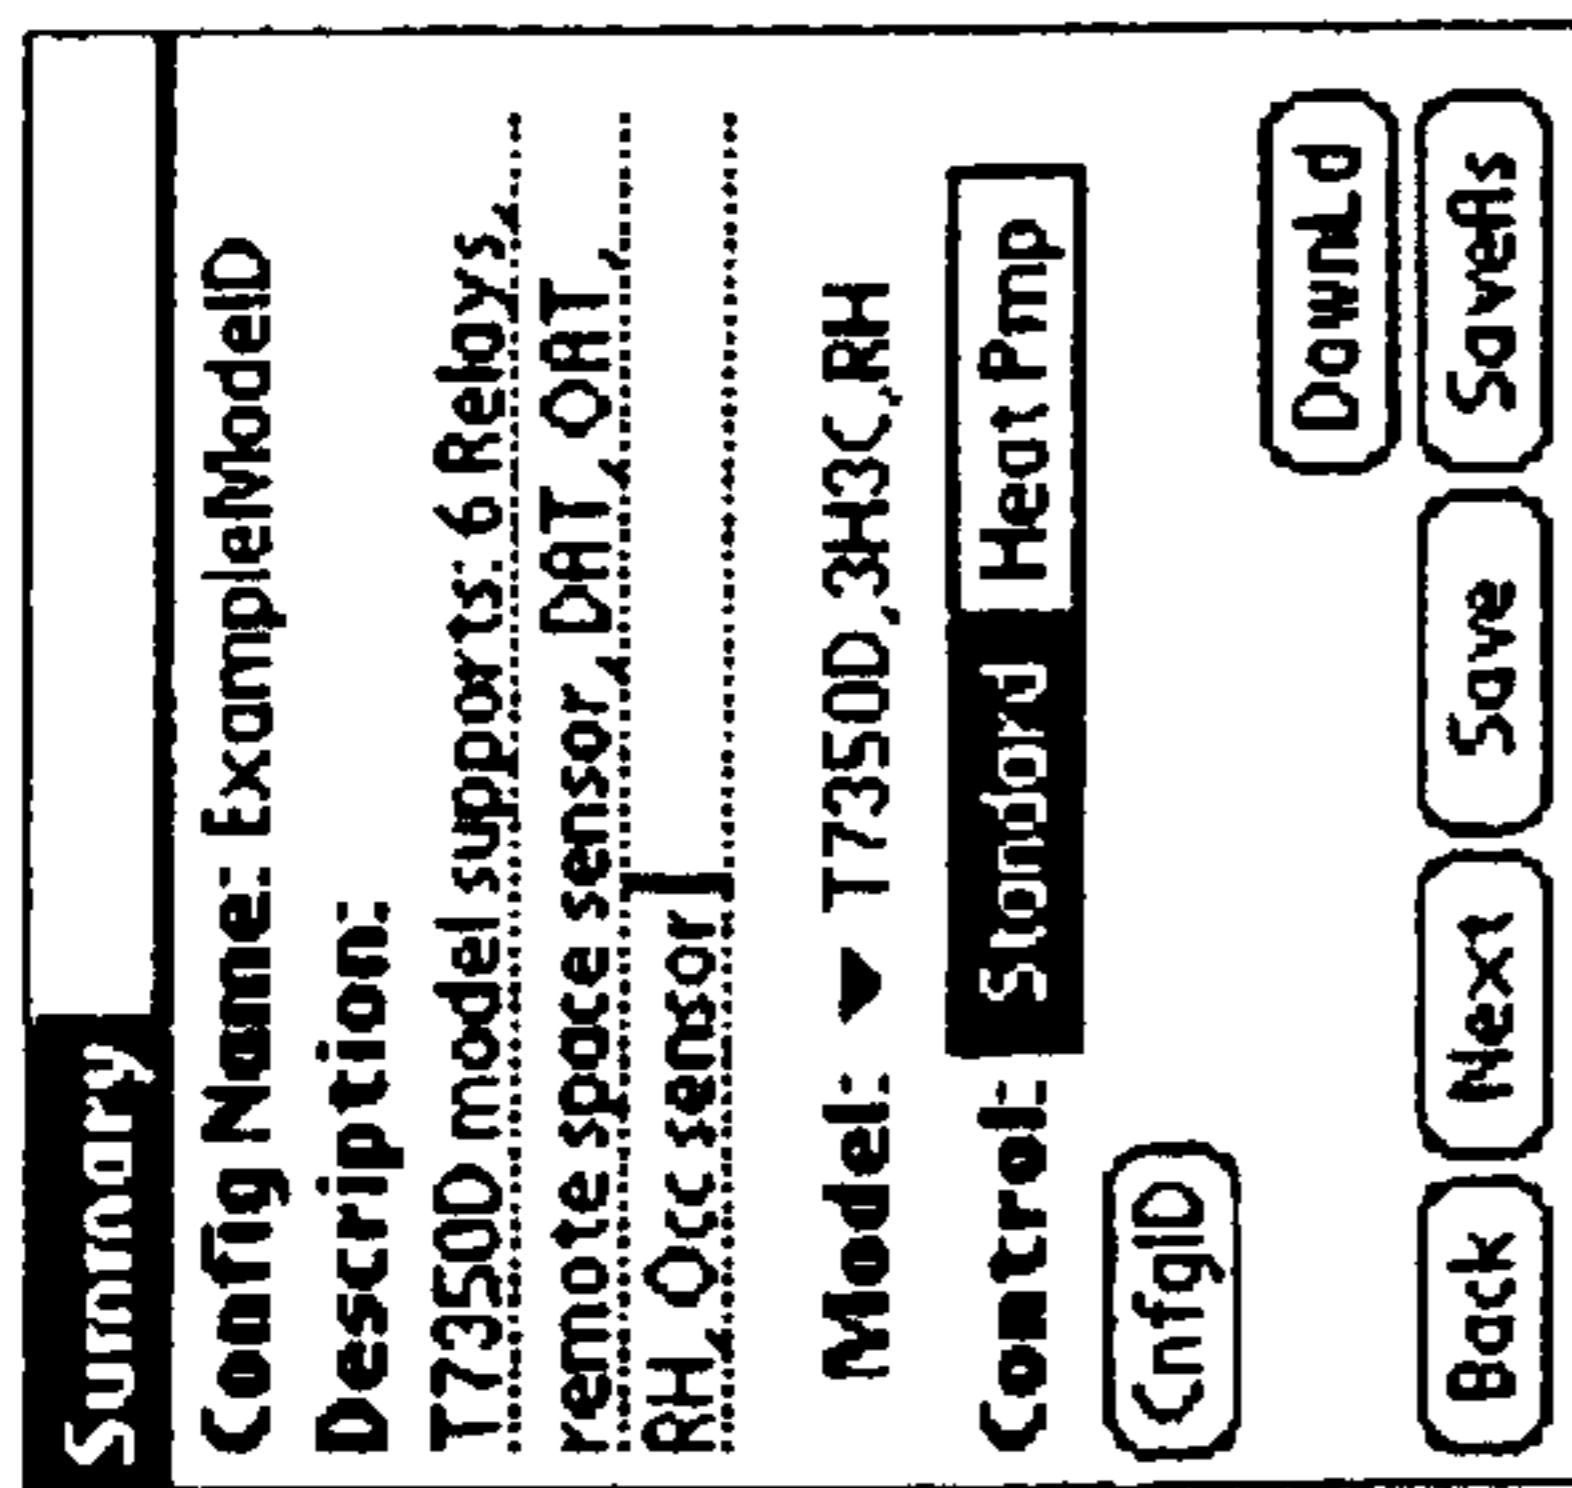 Summary
Config Name: ExampleModelD
Description:
T7350D model supports: 6 Relays,
remote space sensor, DAT, OAT,
RH, Occ sensor
Model: T7350D,3H3C,RH
Control: Standard Heat Pmp
CnfgID
DownLd
Back Next Save SaveAs